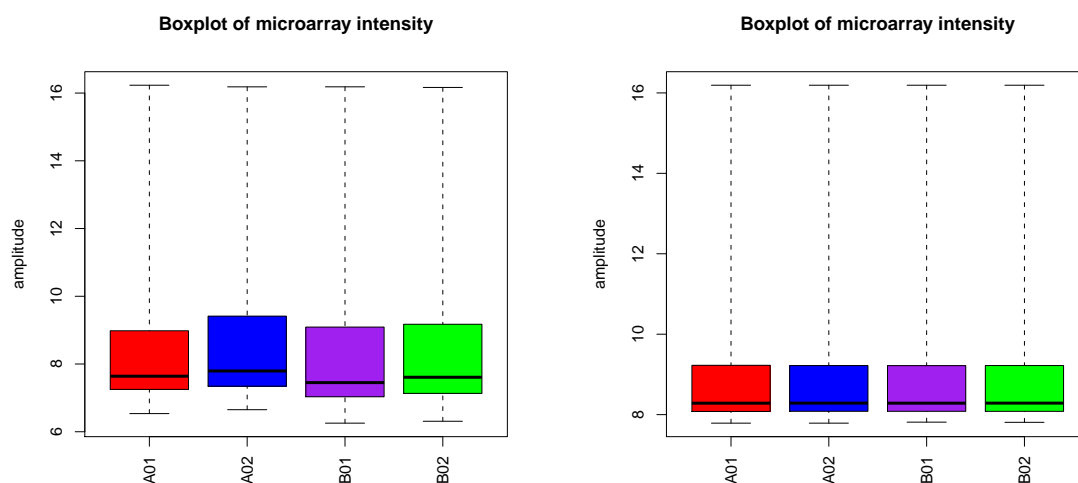 Boxplot of microarray intensity
amplitude
16
14
12
10
8
6
A01
A02
B01
B02
Boxplot of microarray intensity
amplitude
16
14
12
10
8
A01
A02
B01
B02